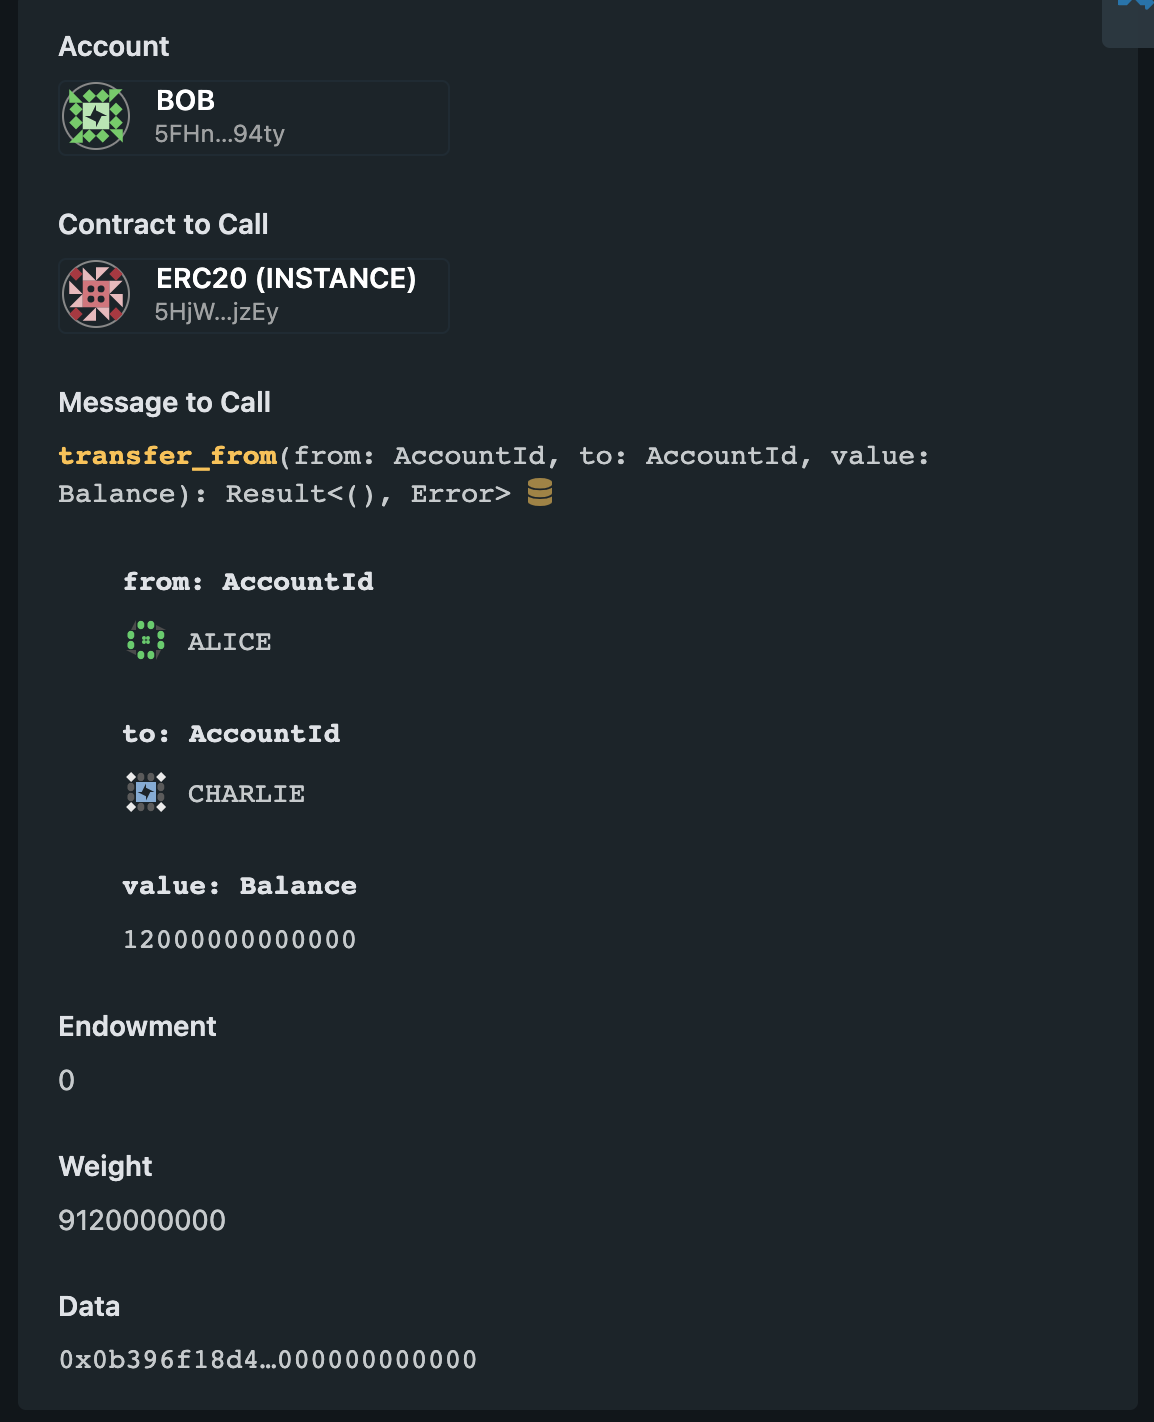 Account
BOB
5FHn...94ty
Contract to Call
ERC20 (INSTANCE)
5HjW...jzEy
Message to Call
transfer_from(from: AccountId, to: AccountId, value:
Balance): Result<(), Error>
from: AccountId
ALICE
to: AccountId
CHARLIE
value: Balance
12000000000000
Endowment
0
Weight
9120000000
Data
0x0b396f18d4…000000000000